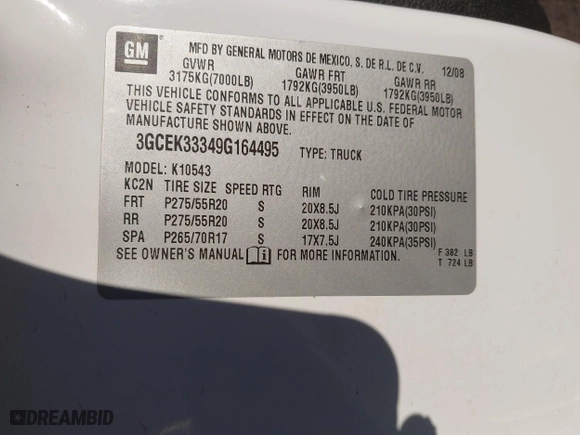 GM
MFD BY GENERAL MOTORS DE MEXICO, S. DE R.L. DE C.V. 12/08
GVWR GAWR FRT GAWR RR
3175KG(7000LB) 1792KG(3950LB) 1792KG(3950LB)
THIS VEHICLE CONFORMS TO ALL APPLICABLE U.S. FEDERAL MOTOR
VEHICLE SAFETY STANDARDS IN EFFECT ON THE DATE OF
MANUFACTURE SHOWN ABOVE.
3GCEK33349G164495 TYPE: TRUCK
MODEL: K10543
KC2N TIRE SIZE SPEED RTG RIM COLD TIRE PRESSURE
FRT P275/55R20 S 20X8.5J 210KPA(30PSI)
RR P275/55R20 S 20X8.5J 210KPA(30PSI)
SPA P265/70R17 S 17X7.5J 240KPA(35PSI)
SEE OWNER'S MANUAL FOR MORE INFORMATION.
F 382 LB
T 724 LB
DREAMBID